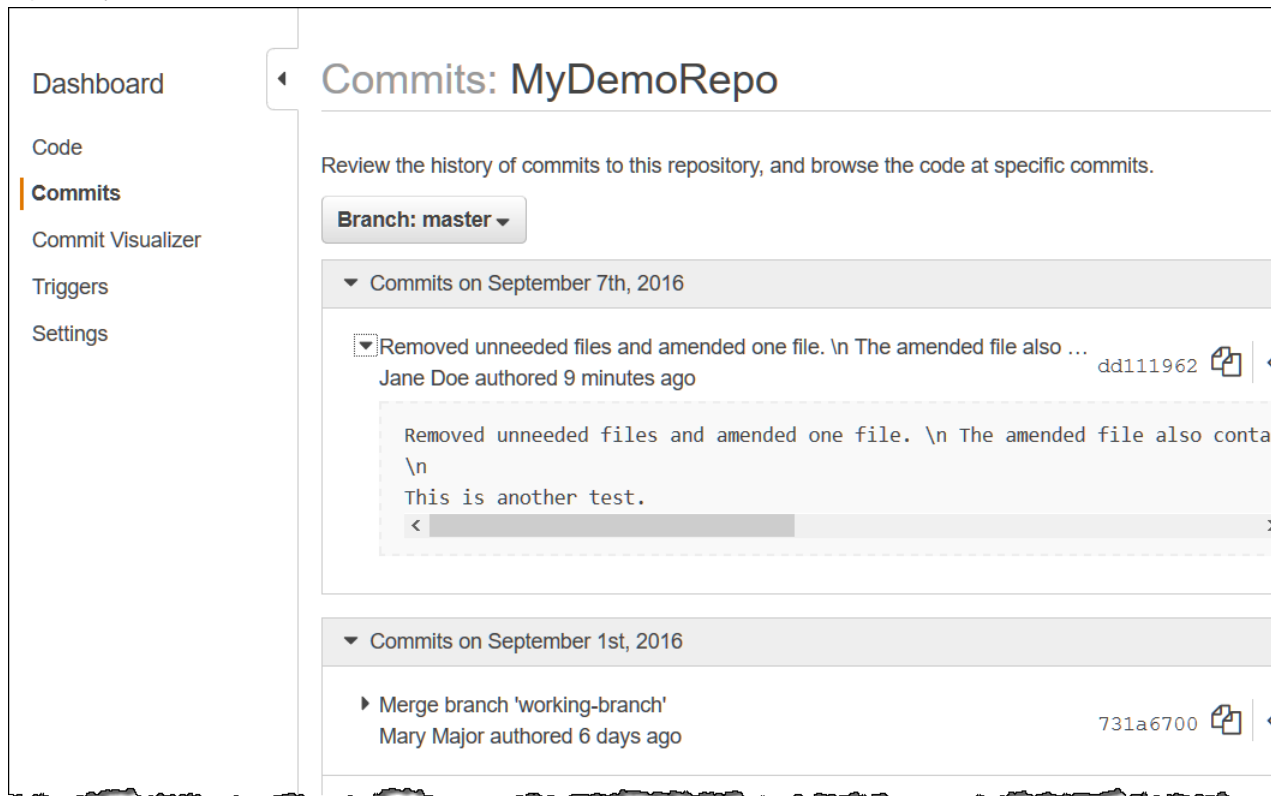 Dashboard
Commits: MyDemoRepo
Code
Commits
Commit Visualizer
Triggers
Settings
Review the history of commits to this repository, and browse the code at specific commits.
Branch: master
Commits on September 7th, 2016
Removed unneeded files and amended one file. \n The amended file also …
dd111962
Jane Doe authored 9 minutes ago
Removed unneeded files and amended one file. \n The amended file also conta
\n
This is another test.
Commits on September 1st, 2016
Merge branch 'working-branch'
731a6700
Mary Major authored 6 days ago